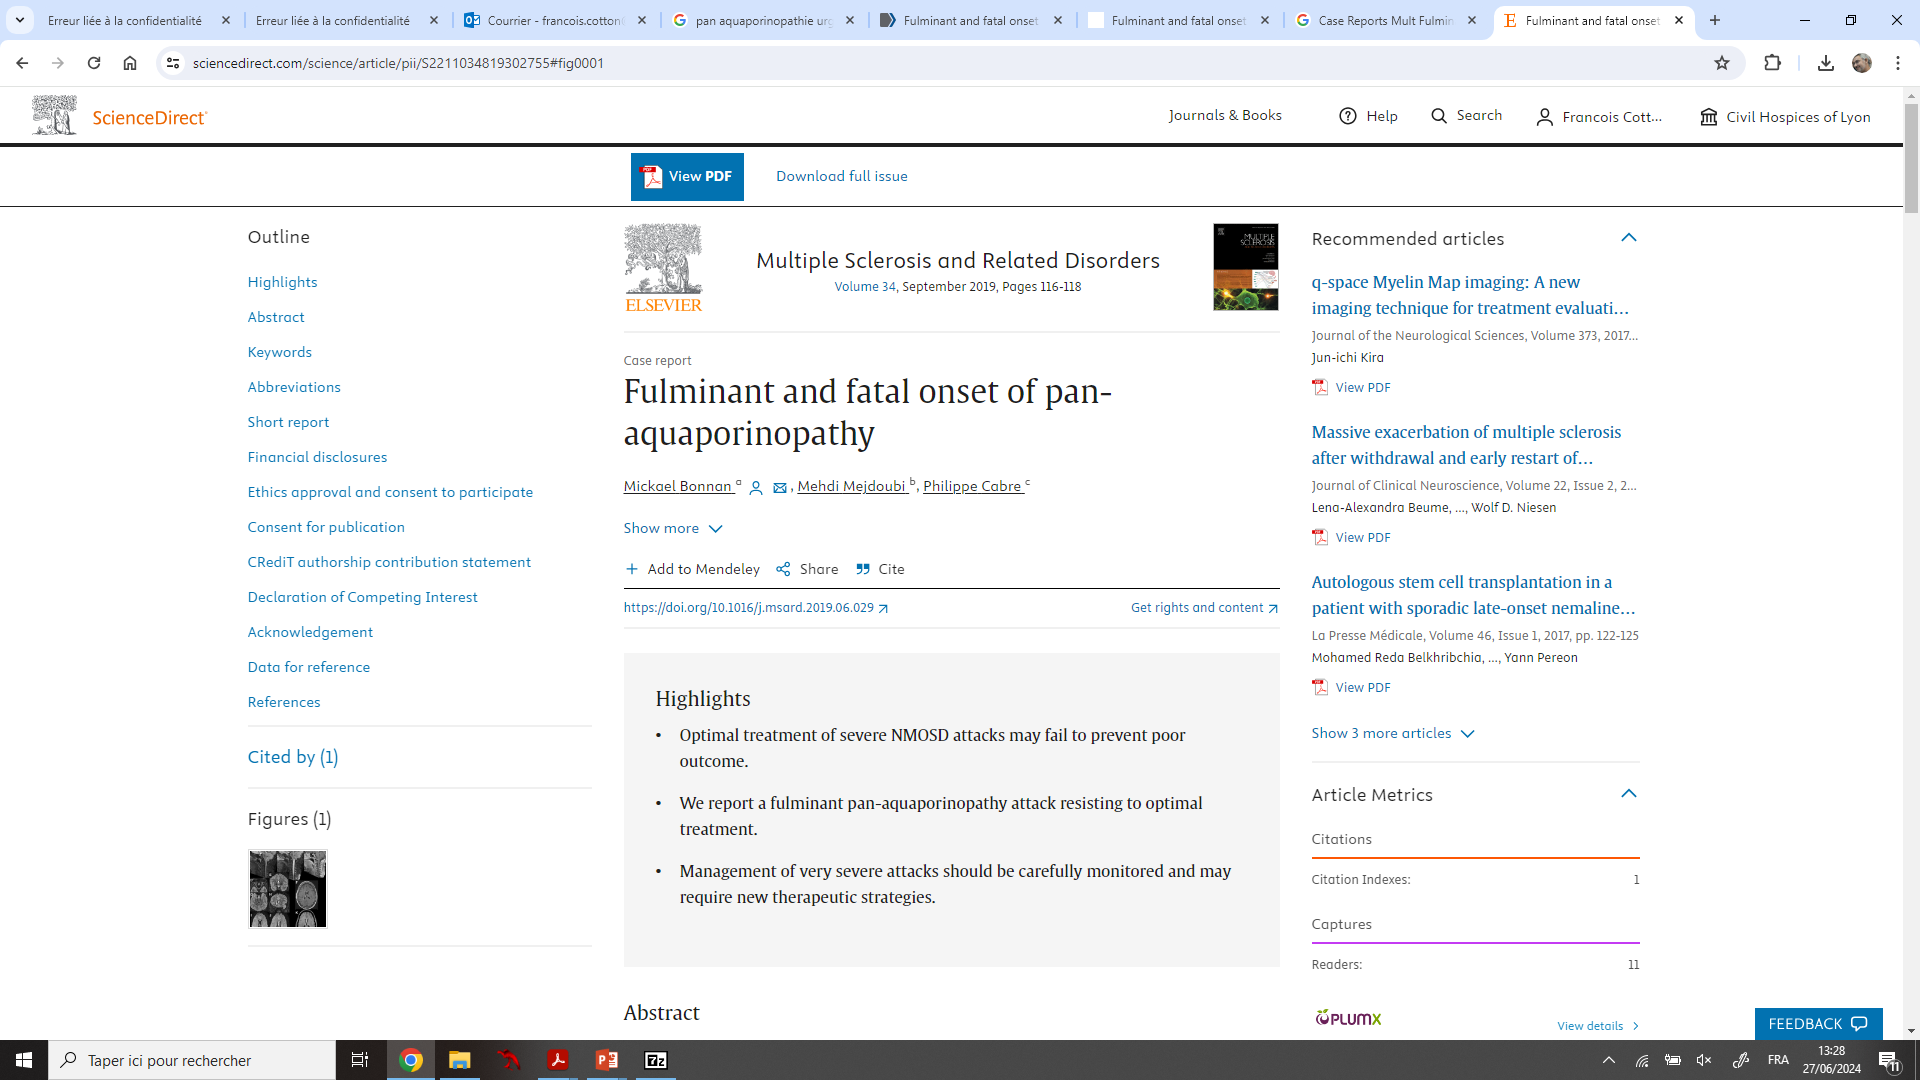 Erreur liée à la confidentialité
Erreur liée à la confidentialité
Courrier - francois.cotton
pan aquaporinopathie urg
Fulminant and fatal onset
Fulminant and fatal onset
Case Reports Mult Fulmin
Fulminant and fatal onset
sciencedirect.com/science/article/pii/S2211034819302755#fig0001
ScienceDirect
Journals & Books
Help
Search
Francois Cott...
Civil Hospices of Lyon
View PDF
Download full issue
Outline
Highlights
Abstract
Keywords
Abbreviations
Short report
Financial disclosures
Ethics approval and consent to participate
Consent for publication
CRediT authorship contribution statement
Declaration of Competing Interest
Acknowledgement
Data for reference
References
Cited by (1)
Figures (1)
ELSEVIER
Multiple Sclerosis and Related Disorders
Volume 34, September 2019, Pages 116-118
MULTIPLE
SCLEROSIS
Case report
Fulminant and fatal onset of pan-
aquaporinopathy
Mickael Bonnan a, Mehdi Mejdoubi b, Philippe Cabre c
Show more
Add to Mendeley
Share
Cite
https://doi.org/10.1016/j.msard.2019.06.029
Get rights and content
Highlights
• Optimal treatment of severe NMOSD attacks may fail to prevent poor
outcome.
• We report a fulminant pan-aquaporinopathy attack resisting to optimal
treatment.
• Management of very severe attacks should be carefully monitored and may
require new therapeutic strategies.
Abstract
Recommended articles
q-space Myelin Map imaging: A new
imaging technique for treatment evaluati…
Journal of the Neurological Sciences, Volume 373, 2017...
Jun-ichi Kira
View PDF
Massive exacerbation of multiple sclerosis
after withdrawal and early restart of…
Journal of Clinical Neuroscience, Volume 22, Issue 2, 2...
Lena-Alexandra Beume, …, Wolf D. Niesen
View PDF
Autologous stem cell transplantation in a
patient with sporadic late-onset nemaline…
La Presse Médicale, Volume 46, Issue 1, 2017, pp. 122-125
Mohamed Reda Belkhribchia, …, Yann Pereon
View PDF
Show 3 more articles
Article Metrics
Citations
Citation Indexes: 1
Captures
Readers: 11
PLUMX
View details
FEEDBACK
Taper ici pour rechercher
7z
FRA
13:28
27/06/2024
11